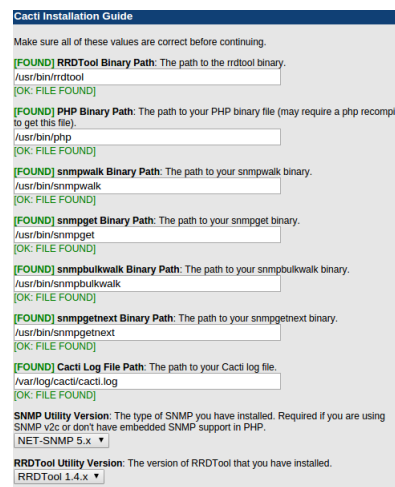 Cacti Installation Guide
Make sure all of these values are correct before continuing.
[FOUND] RRDTool Binary Path: The path to the rrdtool binary.
/usr/bin/rrdtool
[OK: FILE FOUND]
[FOUND] PHP Binary Path: The path to your PHP binary file (may require a php recompi
to get this file).
/usr/bin/php
[OK: FILE FOUND]
[FOUND] snmpwalk Binary Path: The path to your snmpwalk binary.
/usr/bin/snmpwalk
[OK: FILE FOUND]
[FOUND] snmpget Binary Path: The path to your snmpget binary.
/usr/bin/snmpget
[OK: FILE FOUND]
[FOUND] snmpbulkwalk Binary Path: The path to your snmpbulkwalk binary.
/usr/bin/snmpbulkwalk
[OK: FILE FOUND]
[FOUND] snmpgetnext Binary Path: The path to your snmpgetnext binary.
/usr/bin/snmpgetnext
[OK: FILE FOUND]
[FOUND] Cacti Log File Path: The path to your Cacti log file.
/var/log/cacti/cacti.log
[OK: FILE FOUND]
SNMP Utility Version: The type of SNMP you have installed. Required if you are using
SNMP v2c or don't have embedded SNMP support in PHP.
NET-SNMP 5.x
RRDTool Utility Version: The version of RRDTool that you have installed.
RRDTool 1.4.x